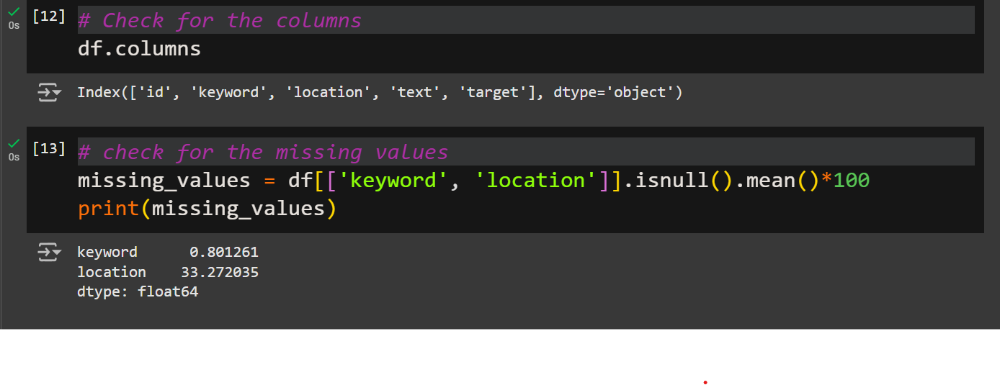 [12] # Check for the columns
0s
df.columns
Index(['id', 'keyword', 'location', 'text', 'target'], dtype='object')
[13] # check for the missing values
0s
missing_values = df[['keyword', 'location']].isnull().mean()*100
print(missing_values)
keyword 0.801261
location 33.272035
dtype: float64